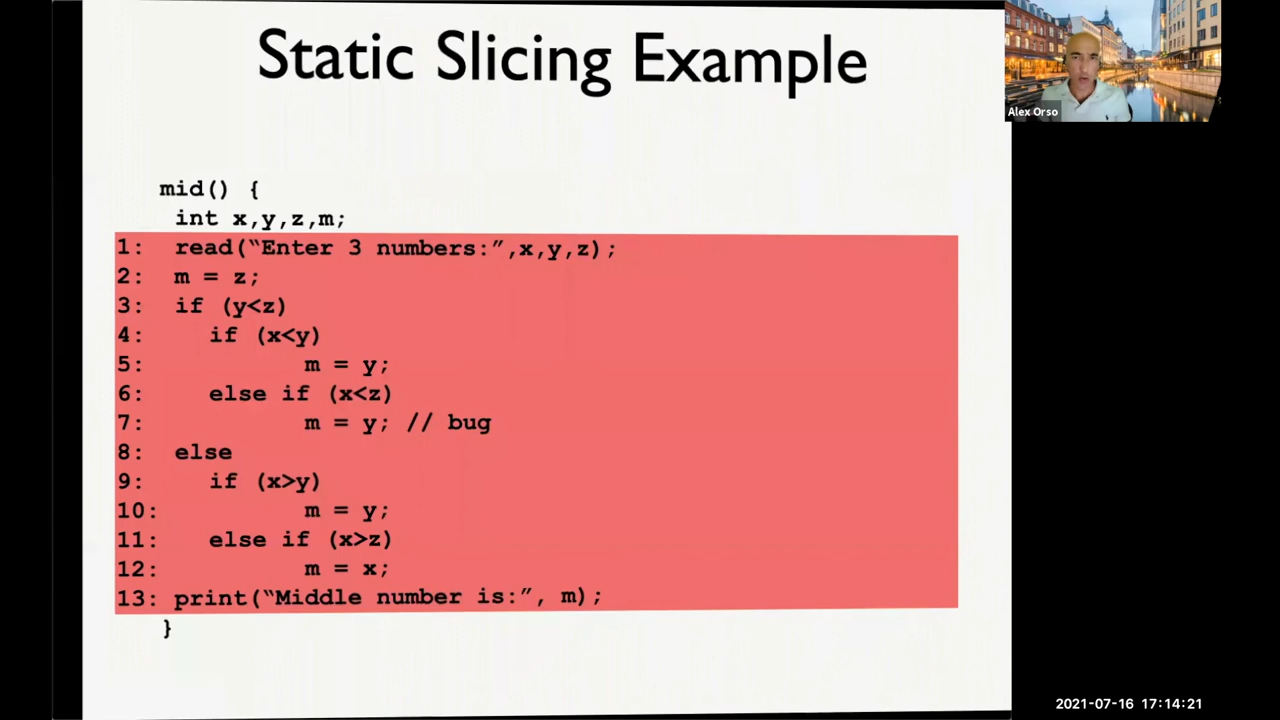 Static Slicing Example
Alex Orso
mid() {
int x,y,z,m;
1: read(“Enter 3 numbers:”,x,y,z);
2: m = z;
3: if (y<z)
4: if (x<y)
5: m = y;
6: else if (x<z)
7: m = y; // bug
8: else
9: if (x>y)
10: m = y;
11: else if (x>z)
12: m = x;
13: print(“Middle number is:”, m);
}
2021-07-16 17:14:21